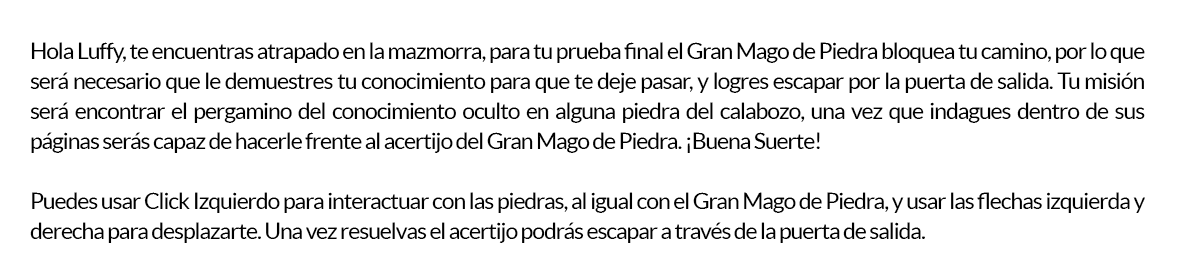 Hola Luffy, te encuentras atrapado en la mazmorra, para tu prueba final el Gran Mago de Piedra bloquea tu camino, por lo que
será necesario que le demuestres tu conocimiento para que te deje pasar, y logres escapar por la puerta de salida. Tu misión
será encontrar el pergamino del conocimiento oculto en alguna piedra del calabozo, una vez que indagues dentro de sus
páginas serás capaz de hacerle frente al acertijo del Gran Mago de Piedra. ¡Buena Suerte!
Puedes usar Click Izquierdo para interactuar con las piedras, al igual con el Gran Mago de Piedra, y usar las flechas izquierda y
derecha para desplazarte. Una vez resuelvas el acertijo podrás escapar a través de la puerta de salida.